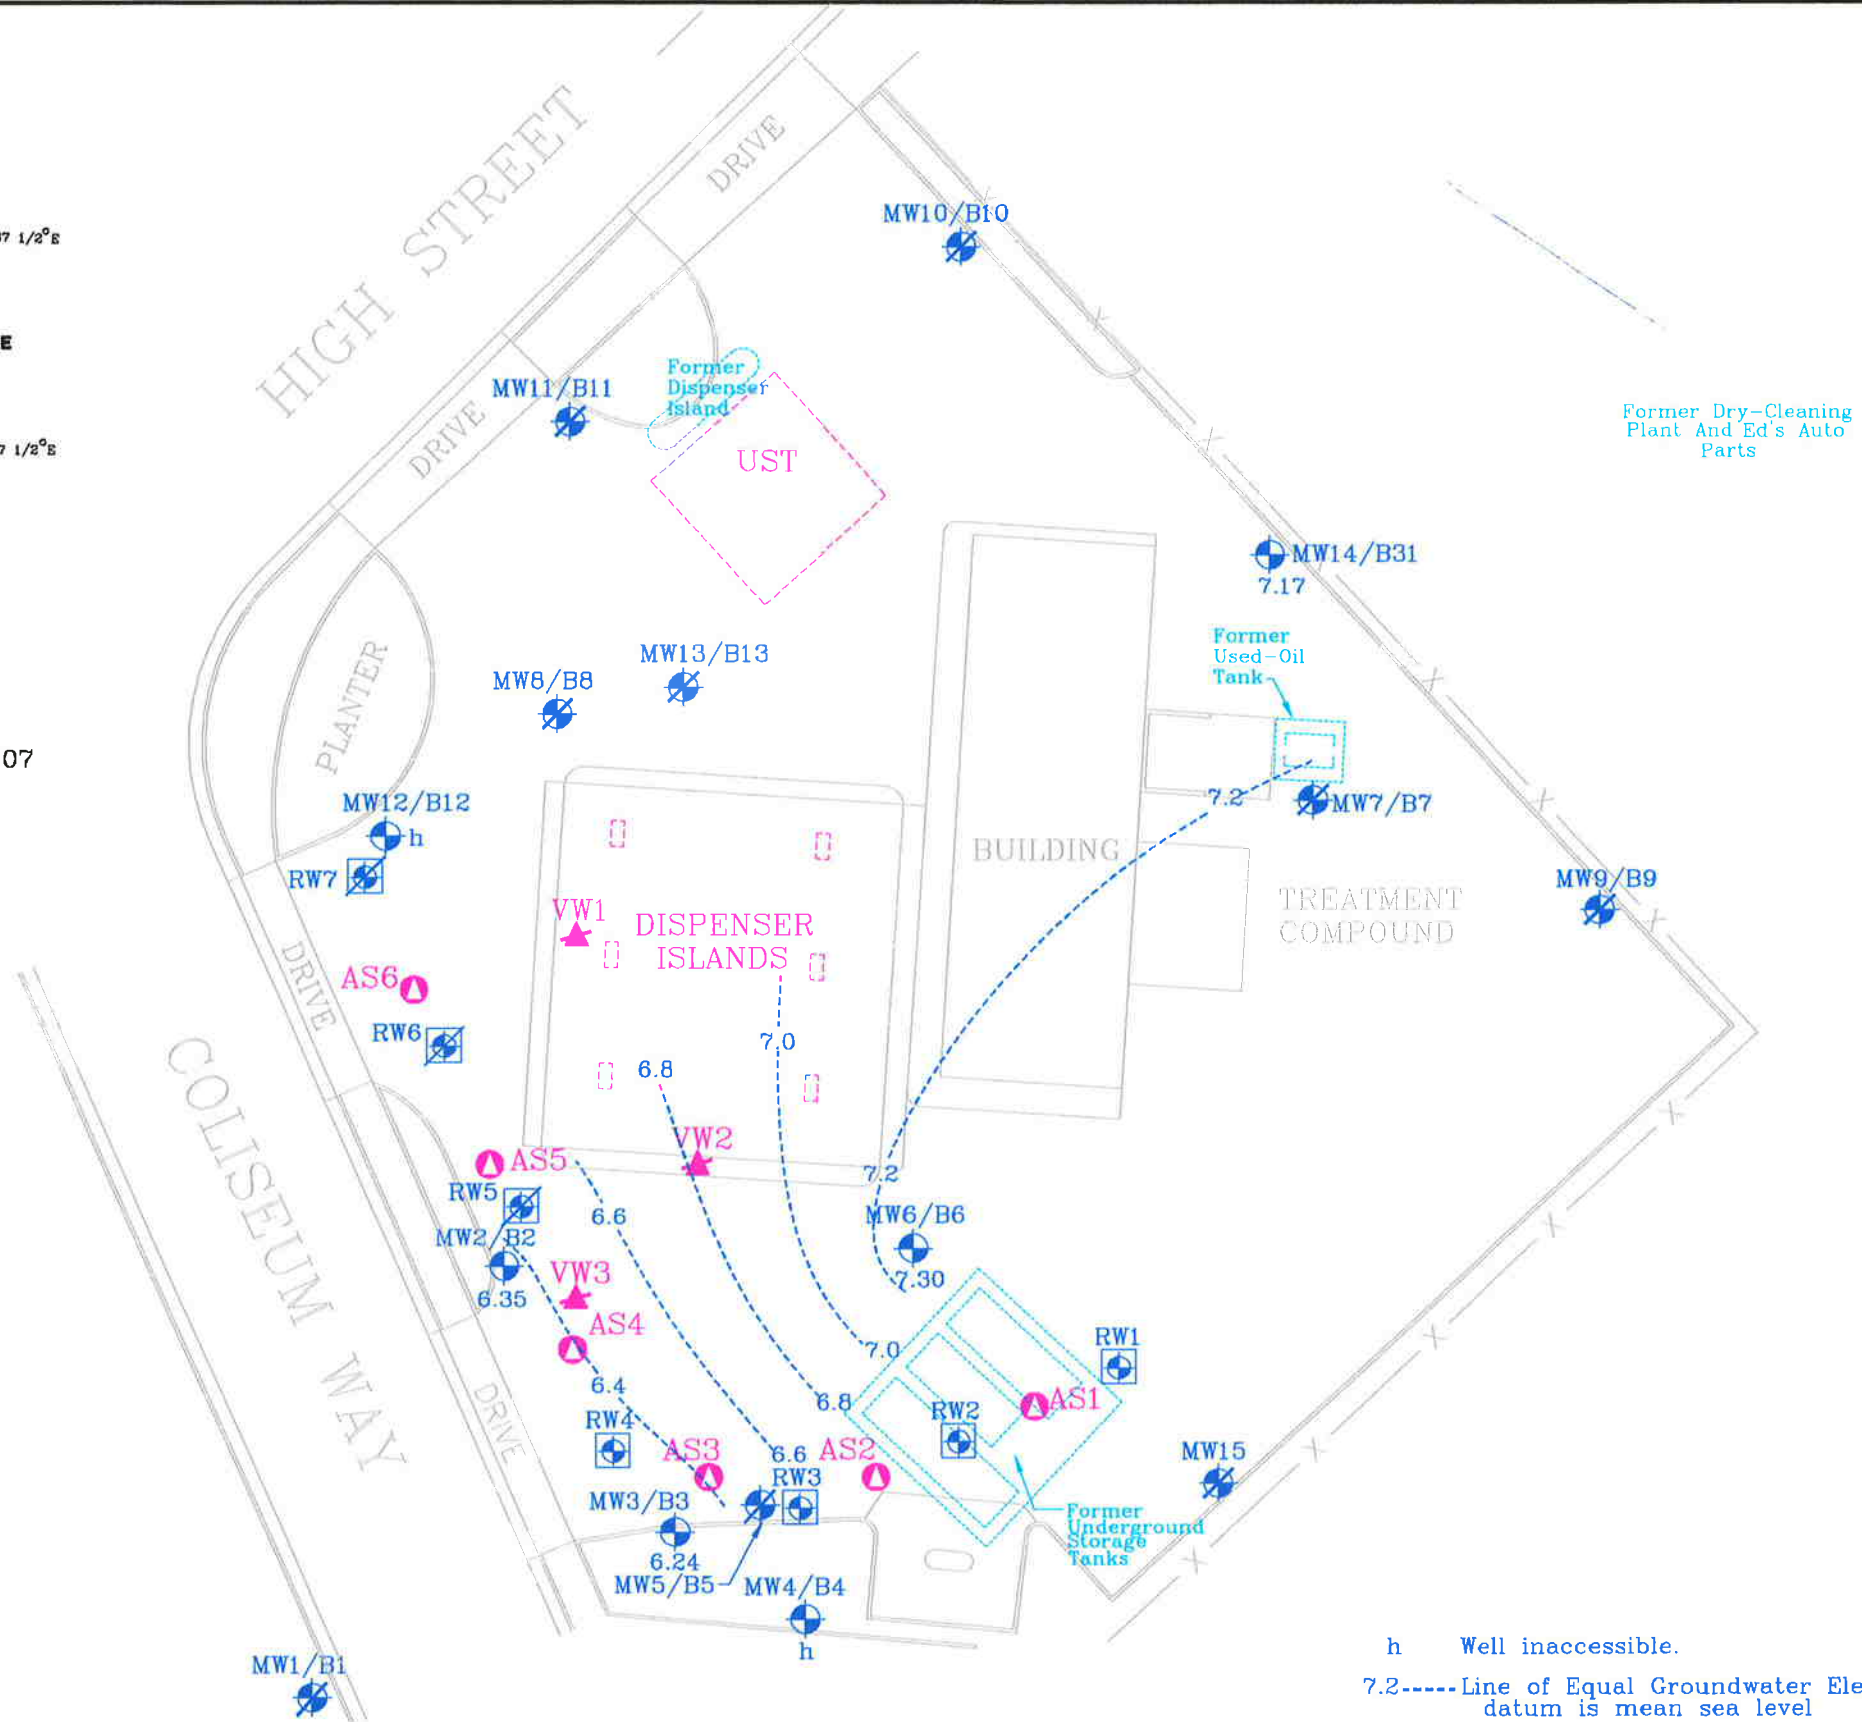 7 1/2°E
E
7 1/2°E
07
HIGH STREET
DRIVE
MW10/B10
MW11/B11
Former
Dispenser
Island
DRIVE
UST
Former Dry-Cleaning
Plant And Ed's Auto
Parts
MW14/B31
7.17
Former
Used-Oil
Tank
MW13/B13
MW8/B8
PLANTER
MW12/B12
h
RW7
7.2
MW7/B7
BUILDING
TREATMENT
COMPOUND
MW9/B9
VW1
DISPENSER
ISLANDS
DRIVE
AS6
RW6
7.0
6.8
COLISEUM WAY
VW2
AS5
7.2
RW5
6.6
MW6/B6
MW2/B2
7.30
VW3
6.35
AS4
7.0
RW1
6.4
6.8
AS1
DRIVE
RW4
RW2
AS3
6.6
AS2
MW15
RW3
MW3/B3
Former
Underground
Storage
Tanks
6.24
MW5/B5
MW4/B4
h
MW1/B1
h Well inaccessible.
7.2-----Line of Equal Groundwater Ele
datum is mean sea level
X
X
X
X
X
X
X
X
X
X
X
X
X